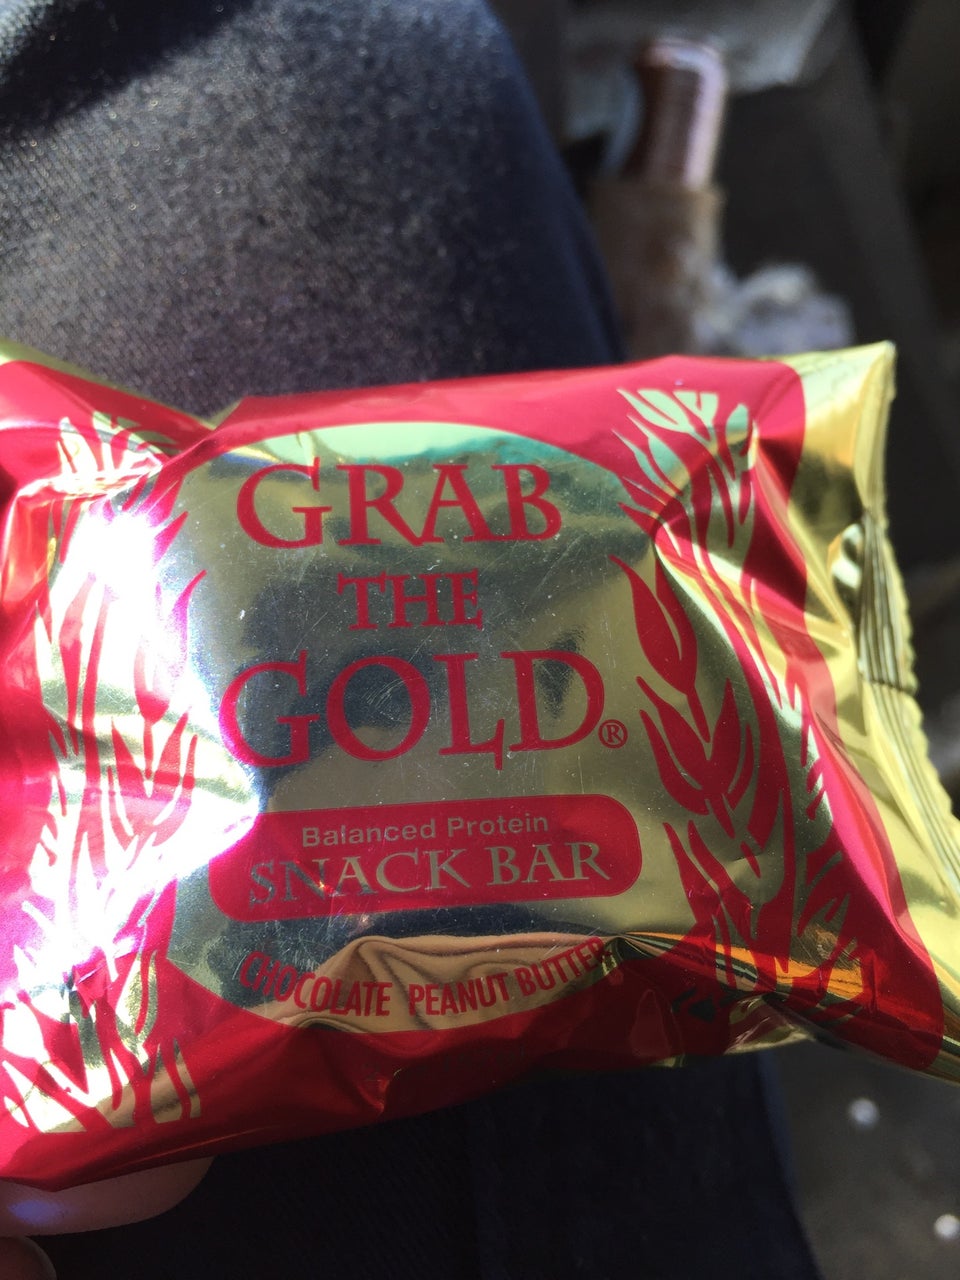 GRAB
THE
GOLD®
Balanced Protein
SNACK BAR
CHOCOLATE PEANUT BUTTER